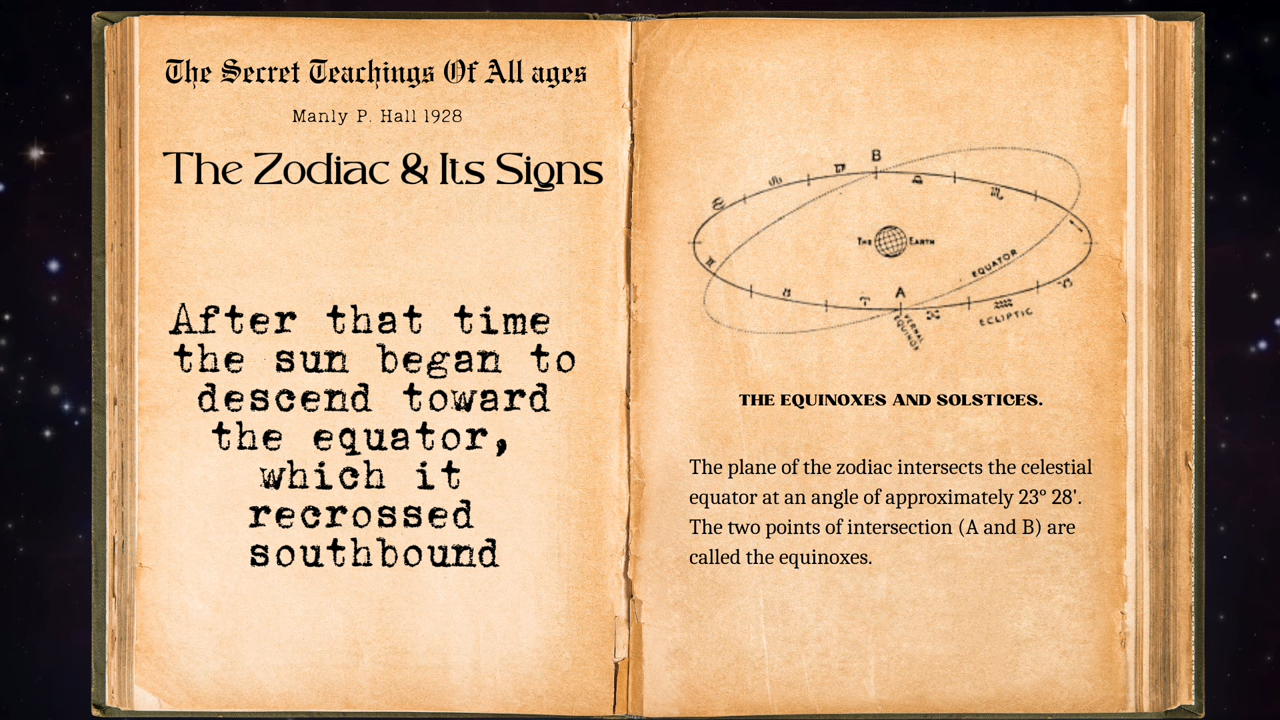 The Secret Teachings Of All ages
Manly P. Hall 1928
The Zodiac & Its Signs
After that time
the sun began to
descend toward
the equator,
which it
recrossed
southbound
B
THE EARTH
EQUATOR
A
VERNAL
EQUINOX
ECLIPTIC
THE EQUINOXES AND SOLSTICES.
The plane of the zodiac intersects the celestial
equator at an angle of approximately 23º 28'.
The two points of intersection (A and B) are
called the equinoxes.